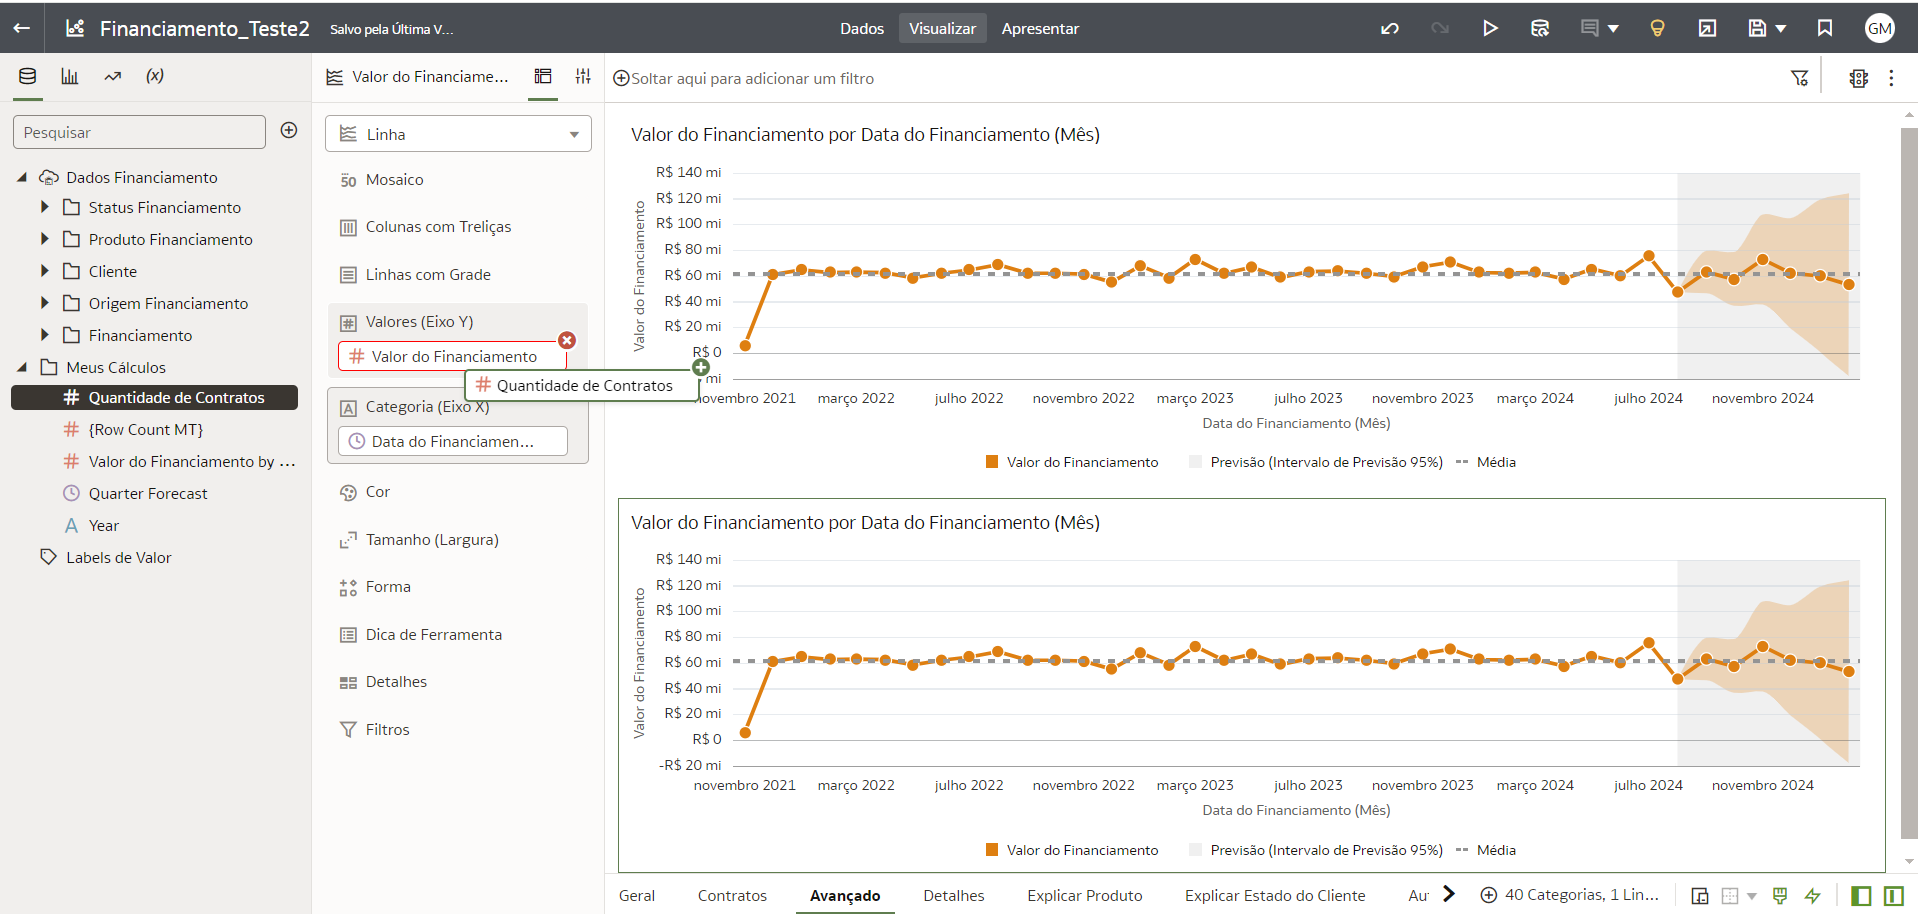 Financiamento_Teste2
Salvo pela Última V...
Dados
Visualizar
Apresentar
GM
(x)
Valor do Financiame...
Soltar aqui para adicionar um filtro
Pesquisar
Dados Financiamento
Status Financiamento
Produto Financiamento
Cliente
Origem Financiamento
Financiamento
Meus Cálculos
# Quantidade de Contratos
# {Row Count MT}
# Valor do Financiamento by ...
Quarter Forecast
A Year
Labels de Valor
Linha
50 Mosaico
Colunas com Treliças
Linhas com Grade
Valores (Eixo Y)
# Valor do Financiamento
# Quantidade de Contratos
A Categoria (Eixo X)
Data do Financiamen...
Cor
Tamanho (Largura)
Forma
Dica de Ferramenta
Detalhes
Filtros
Valor do Financiamento por Data do Financiamento (Mês)
Valor do Financiamento
R$ 140 mi
R$ 120 mi
R$ 100 mi
R$ 80 mi
R$ 60 mi
R$ 40 mi
R$ 20 mi
R$ 0
mi
novembro 2021 março 2022 julho 2022 novembro 2022 março 2023 julho 2023 novembro 2023 março 2024 julho 2024 novembro 2024
Data do Financiamento (Mês)
Valor do Financiamento Previsão (Intervalo de Previsão 95%) Média
Valor do Financiamento por Data do Financiamento (Mês)
Valor do Financiamento
R$ 140 mi
R$ 120 mi
R$ 100 mi
R$ 80 mi
R$ 60 mi
R$ 40 mi
R$ 20 mi
R$ 0
-R$ 20 mi
novembro 2021 março 2022 julho 2022 novembro 2022 março 2023 julho 2023 novembro 2023 março 2024 julho 2024 novembro 2024
Data do Financiamento (Mês)
Valor do Financiamento Previsão (Intervalo de Previsão 95%) Média
Geral
Contratos
Avançado
Detalhes
Explicar Produto
Explicar Estado do Cliente
Au
40 Categorias, 1 Lin...